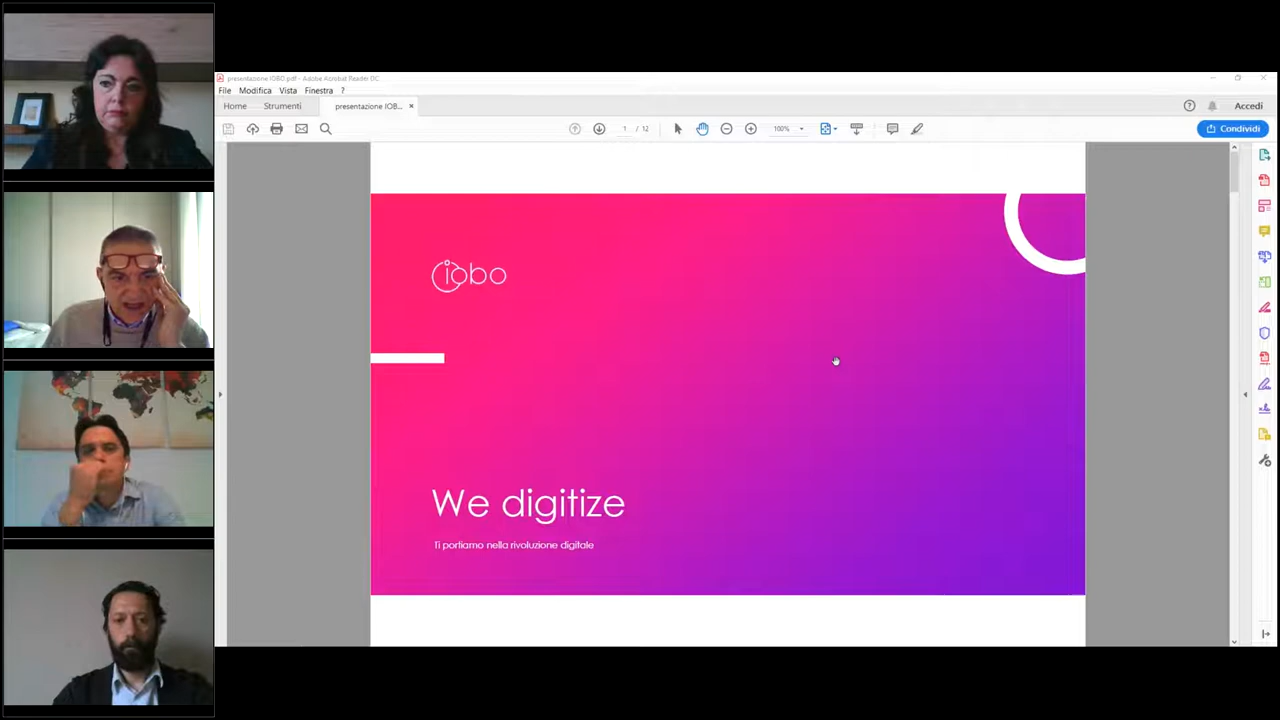 presentazione IOBO.pdf - Adobe Acrobat Reader DC
File Modifica Vista Finestra ?
Home Strumenti presentazione IOB... × Accedi
1 / 12 100% Condividi
iobo
We digitize
Ti portiamo nella rivoluzione digitale